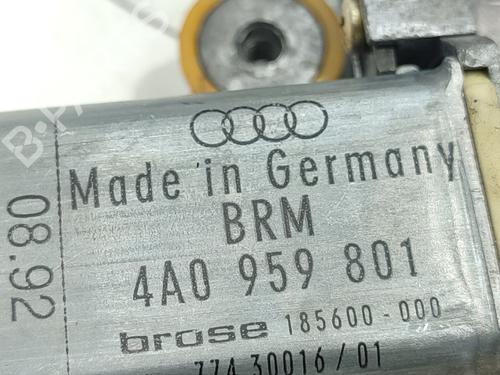 Made in Germany
BRM
4A0 959 801
brose 185600-000
774 30016/01
08.92